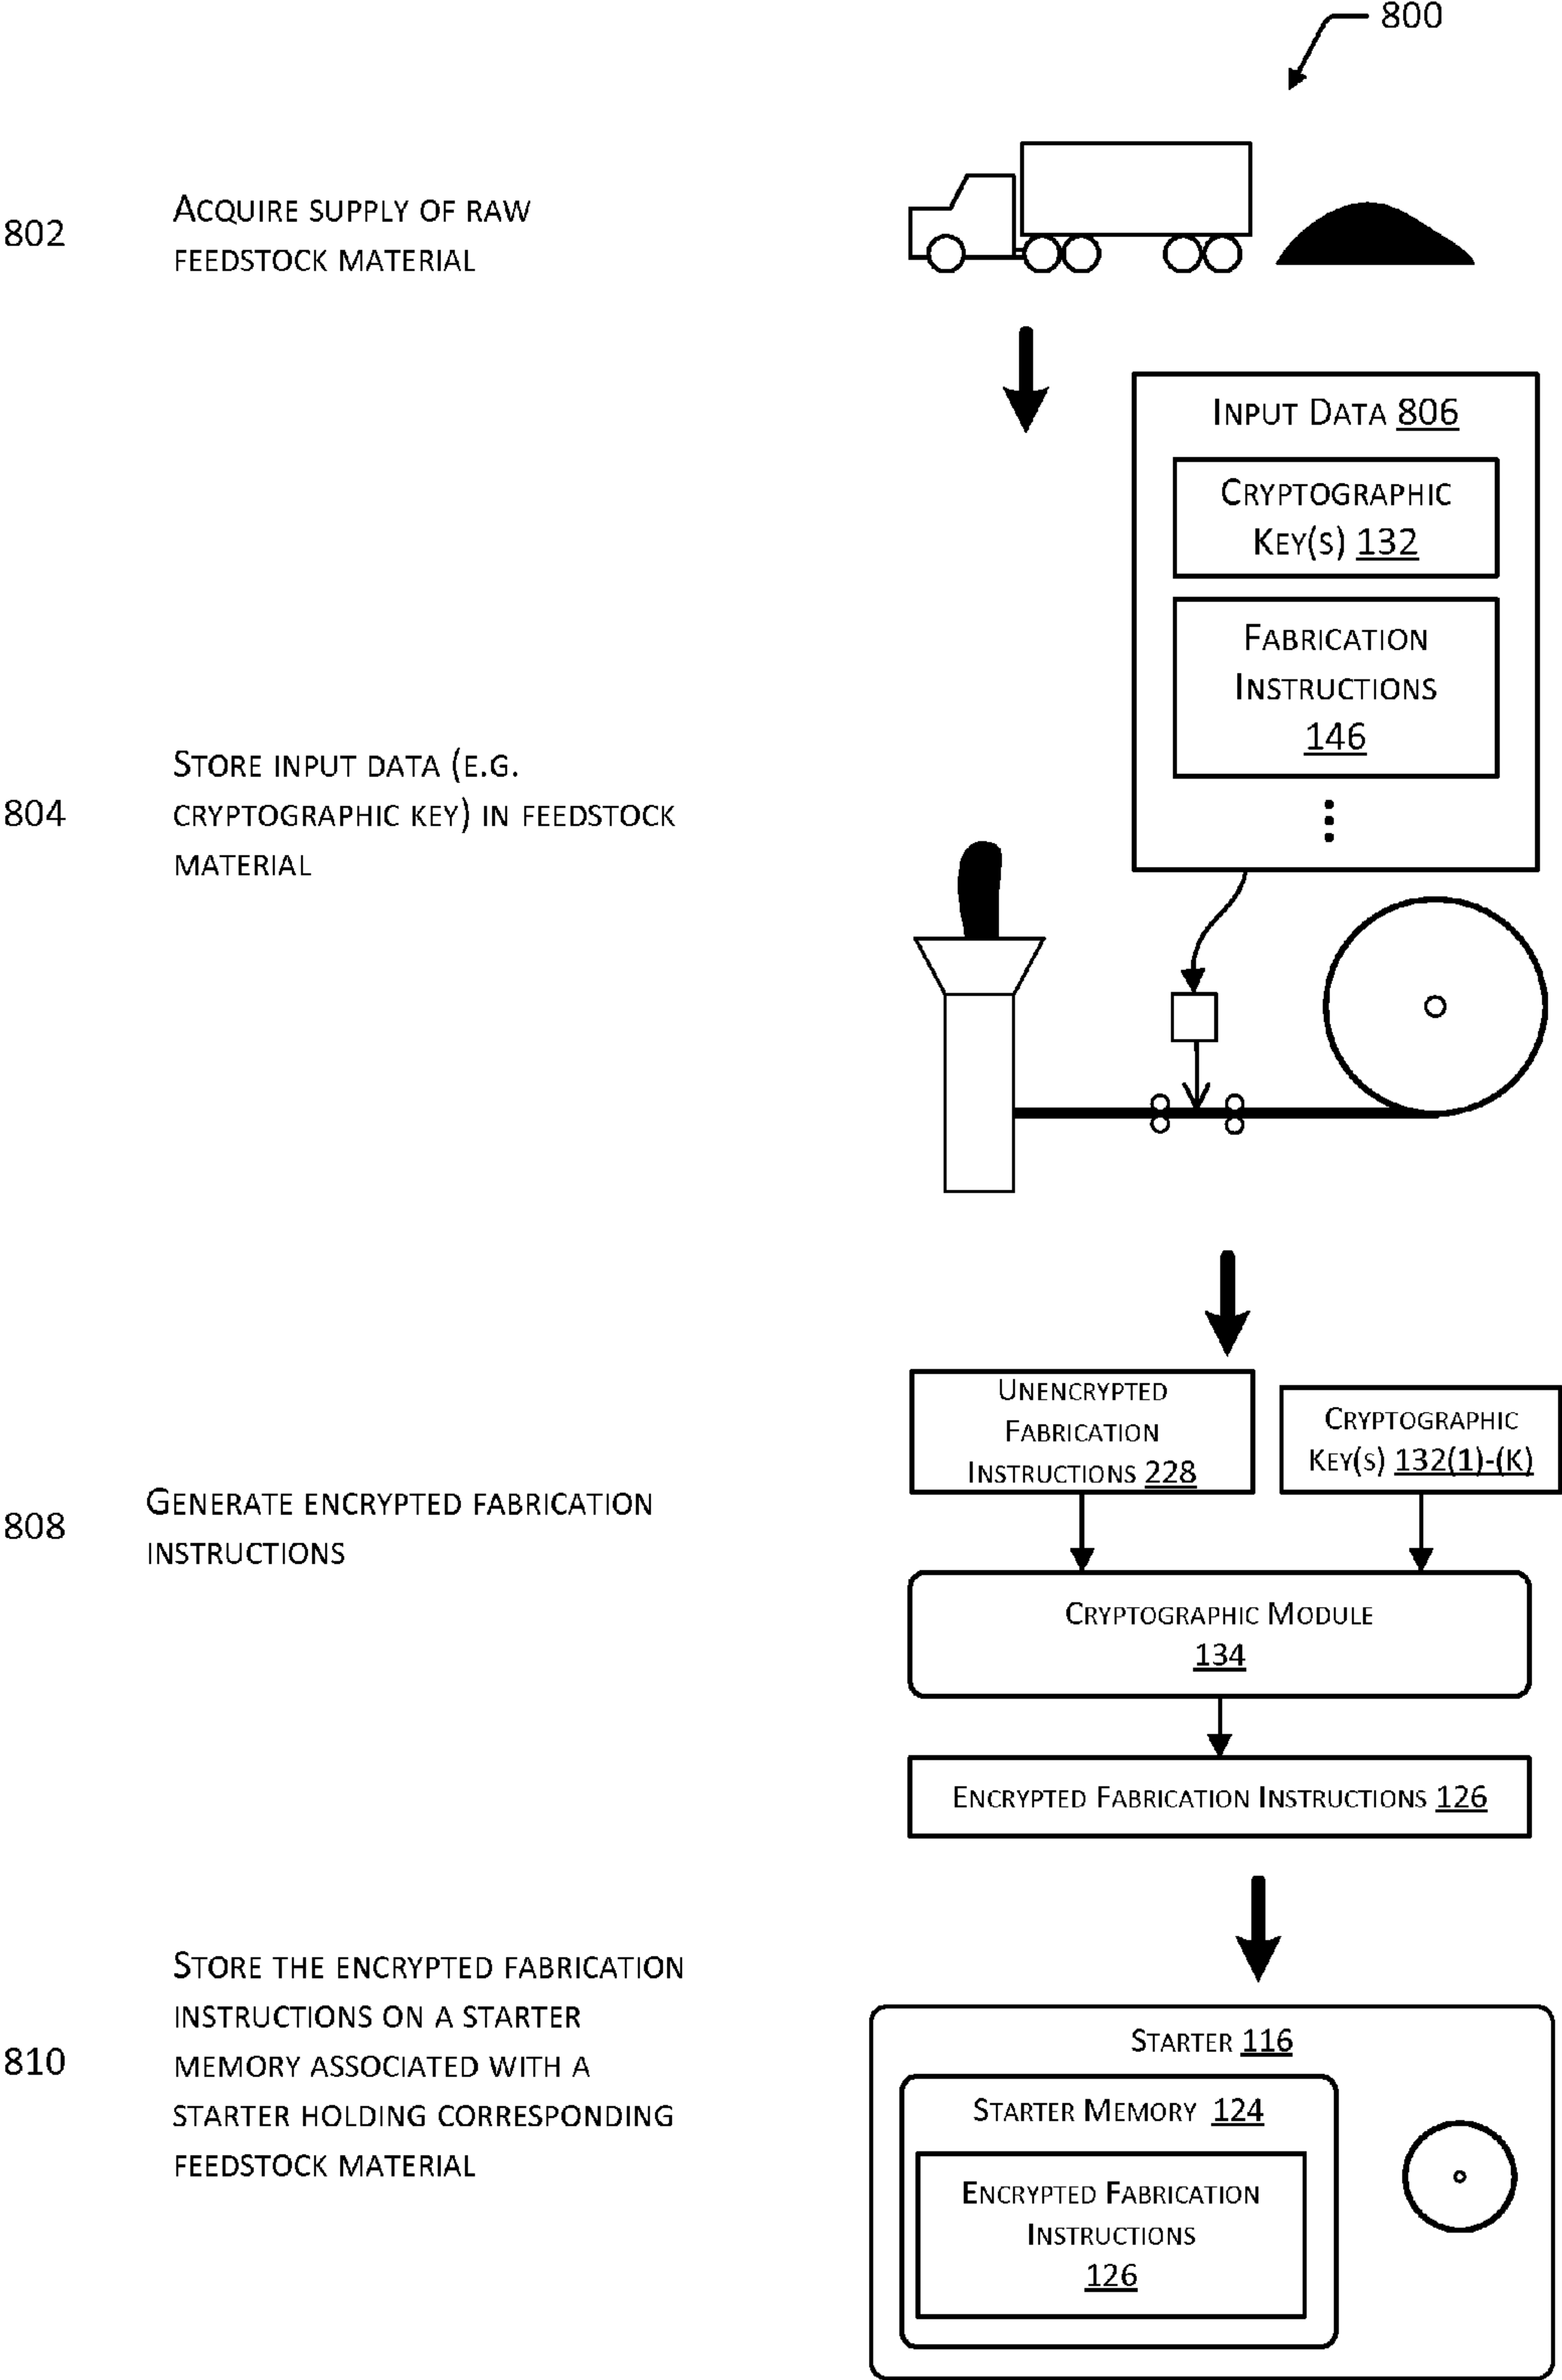 800
802
ACQUIRE SUPPLY OF RAW
FEEDSTOCK MATERIAL
INPUT DATA 806
CRYPTOGRAPHIC
KEY(S) 132
FABRICATION
INSTRUCTIONS
146
804
STORE INPUT DATA (E.G.
CRYPTOGRAPHIC KEY) IN FEEDSTOCK
MATERIAL
UNENCRYPTED
FABRICATION
INSTRUCTIONS 228
CRYPTOGRAPHIC
KEY(S) 132(1)-(K)
808
GENERATE ENCRYPTED FABRICATION
INSTRUCTIONS
CRYPTOGRAPHIC MODULE
134
ENCRYPTED FABRICATION INSTRUCTIONS 126
810
STORE THE ENCRYPTED FABRICATION
INSTRUCTIONS ON A STARTER
MEMORY ASSOCIATED WITH A
STARTER HOLDING CORRESPONDING
FEEDSTOCK MATERIAL
STARTER 116
STARTER MEMORY 124
ENCRYPTED FABRICATION
INSTRUCTIONS
126